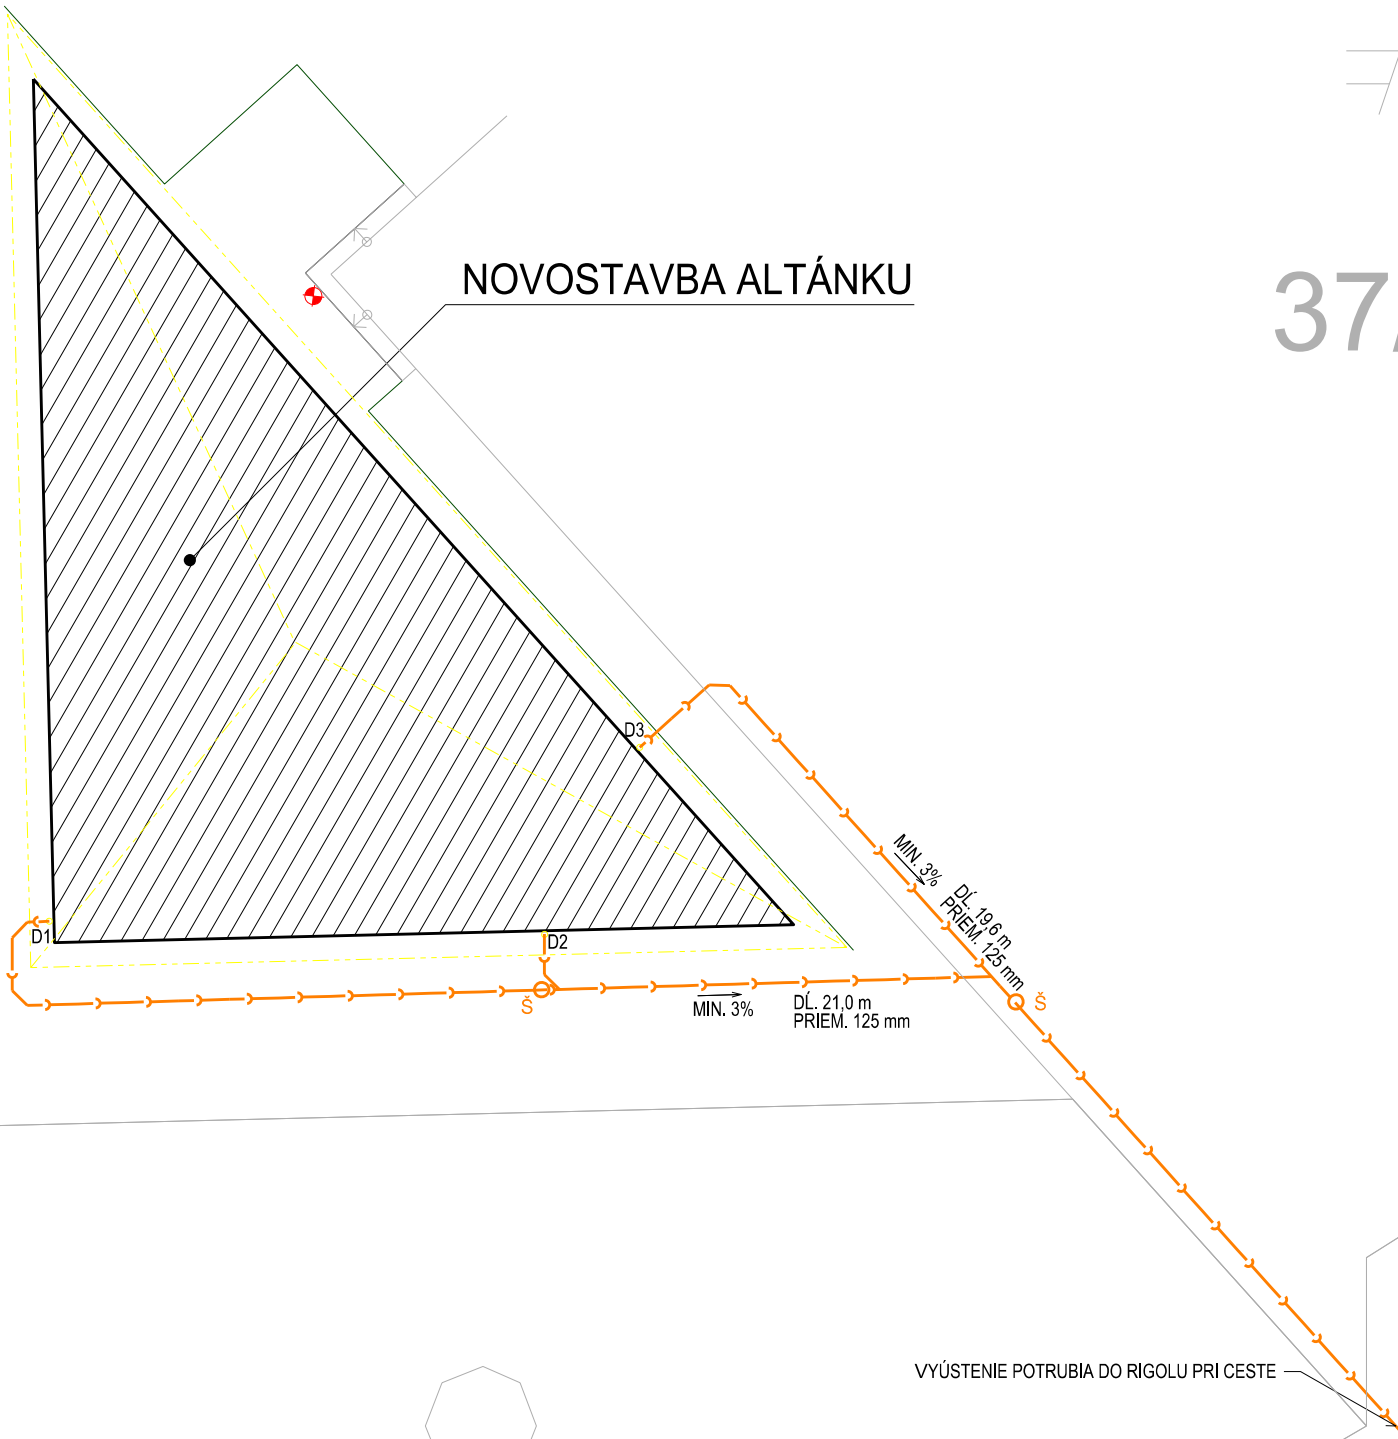 NOVOSTAVBA ALTÁNKU
37
D3
MIN. 3%
DĹ. 19,6 m
PRIEM. 125 mm
D1
D2
Š
MIN. 3%
DĹ. 21,0 m
PRIEM. 125 mm
Š
VYÚSTENIE POTRUBIA DO RIGOLU PRI CESTE